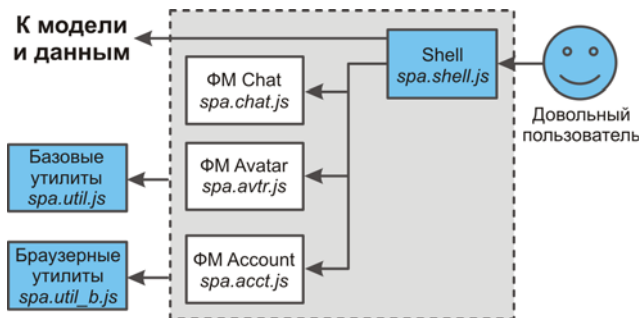 К модели
и данным
Shell
spa.shell.js
Довольный
пользователь
ФМ Chat
spa.chat.js
Базовые
утилиты
spa.util.js
ФМ Avatar
spa.avtr.js
Браузерные
утилиты
spa.util_b.js
ФМ Account
spa.acct.js